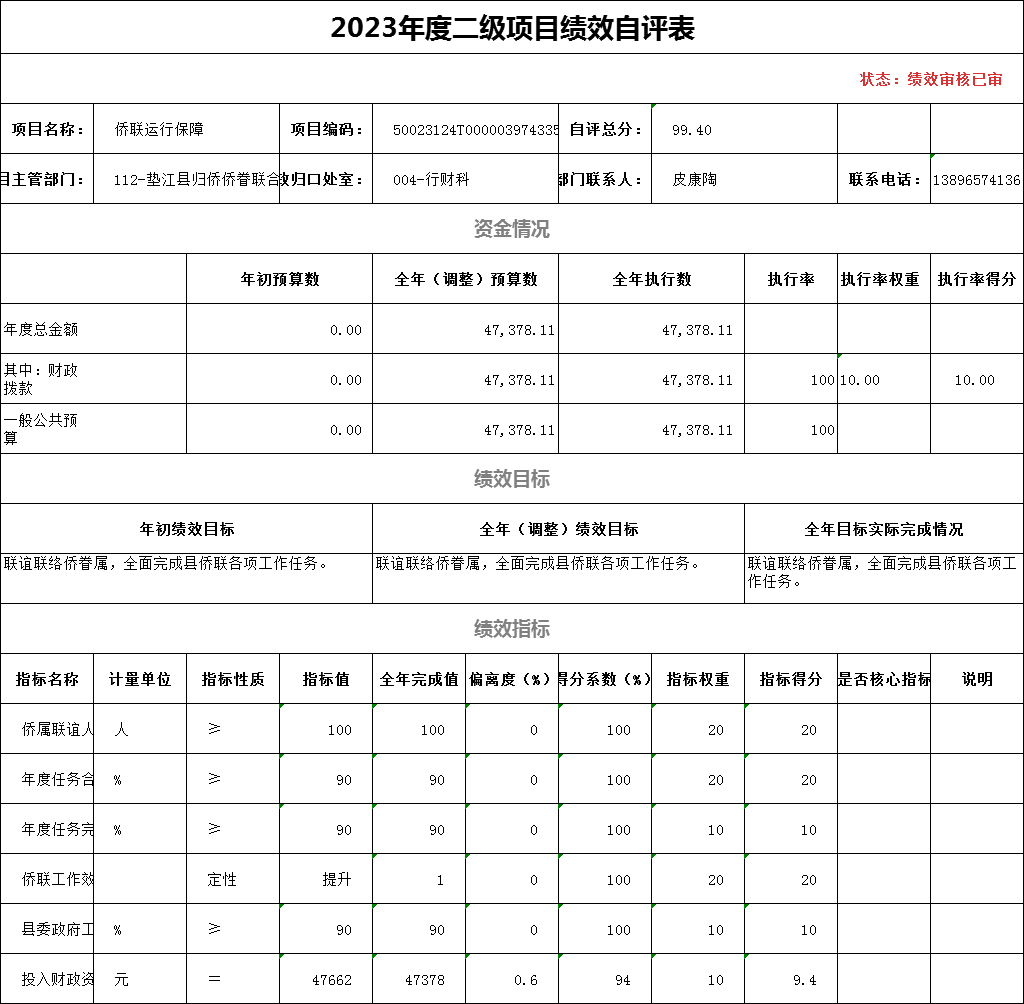 2023年度二级项目绩效自评表
状态：绩效审核已审
项目名称： 侨联运行保障 项目编码： 50023124T000003974335 自评总分： 99.40
目主管部门： 112-垫江县归侨侨眷联合 政归口处室： 004-行财科 部门联系人： 皮康陶 联系电话： 13896574136
资金情况
年初预算数 全年（调整）预算数 全年执行数 执行率 执行率权重 执行率得分
年度总金额 0.00 47,378.11 47,378.11
其中：财政
拨款 0.00 47,378.11 47,378.11 100 10.00 10.00
一般公共预
算 0.00 47,378.11 47,378.11 100
绩效目标
年初绩效目标 全年（调整）绩效目标 全年目标实际完成情况
联谊联络侨眷属，全面完成县侨联各项工作任务。 联谊联络侨眷属，全面完成县侨联各项工作任务。 联谊联络侨眷属，全面完成县侨联各项工
作任务。
绩效指标
指标名称 计量单位 指标性质 指标值 全年完成值 偏离度（%） 得分系数（%） 指标权重 指标得分 是否核心指标 说明
侨属联谊人 人 ≥ 100 100 0 100 20 20
年度任务合 % ≥ 90 90 0 100 20 20
年度任务完 % ≥ 90 90 0 100 10 10
侨联工作效 定性 提升 1 0 100 20 20
县委政府工 % ≥ 90 90 0 100 10 10
投入财政资 元 ＝ 47662 47378 0.6 94 10 9.4